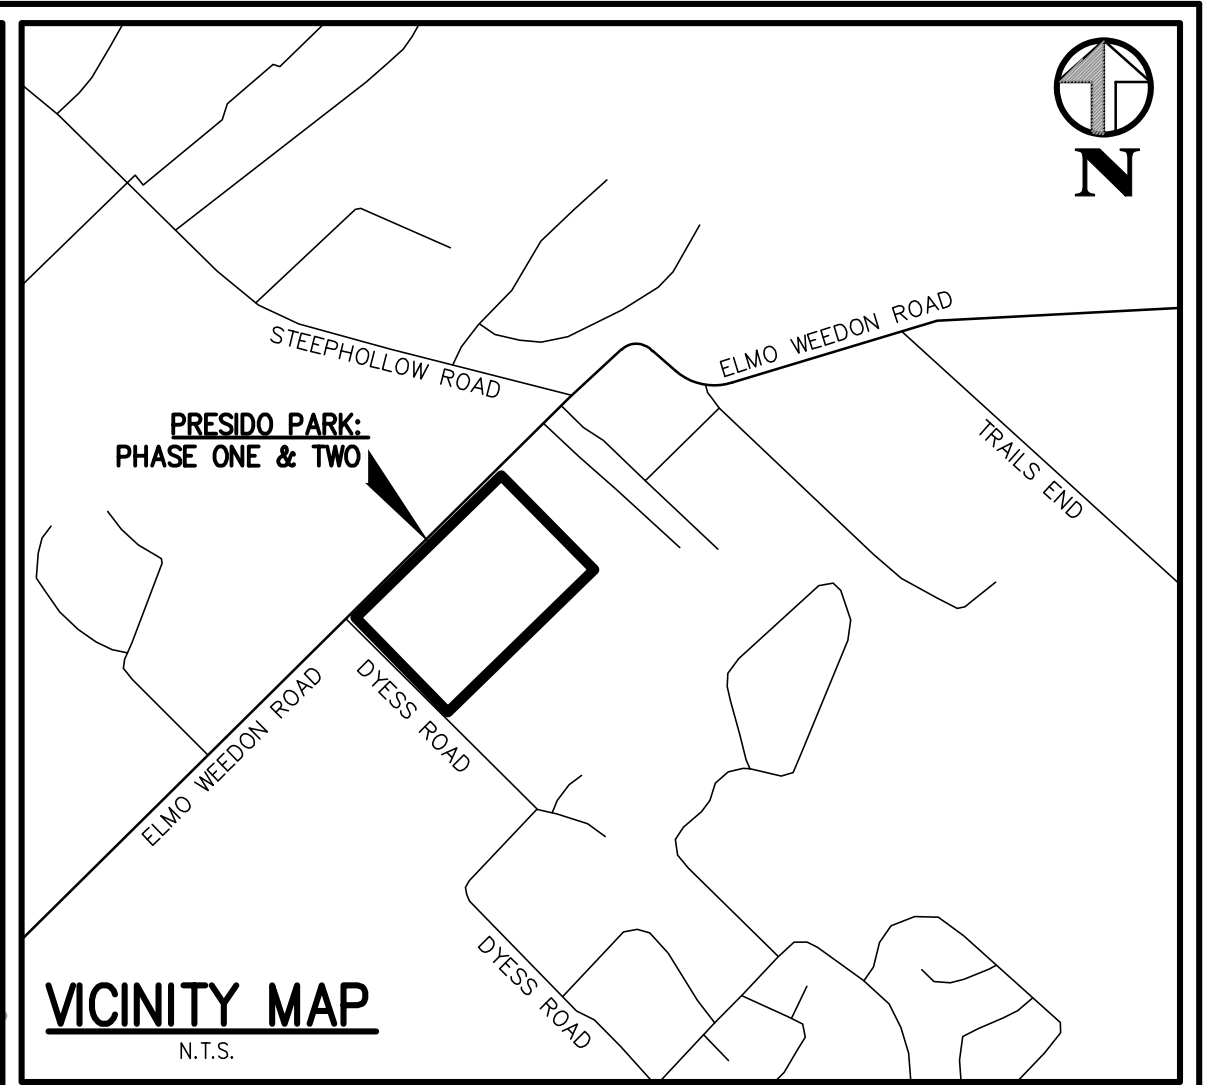 N
ELMO WEEDON ROAD
STEEPHOLLOW ROAD
PRESIDO PARK:
PHASE ONE & TWO
TRAILS END
ELMO WEEDON ROAD
DYESS ROAD
DYESS ROAD
VICINITY MAP
N.T.S.